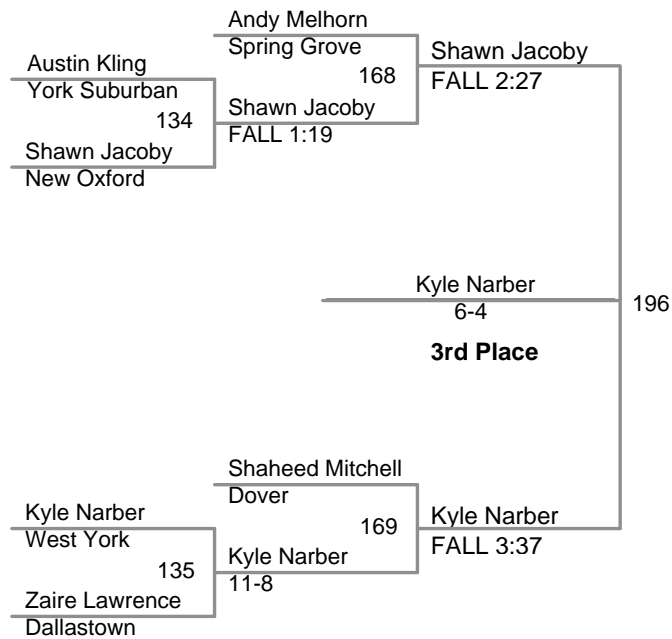 Andy Melhorn
Spring Grove
Shawn Jacoby
Austin Kling
168
FALL 2:27
York Suburban
Shawn Jacoby
134
FALL 1:19
Shawn Jacoby
New Oxford
Kyle Narber
196
6-4
3rd Place
Shaheed Mitchell
Dover
Kyle Narber
Kyle Narber
169
West York
FALL 3:37
Kyle Narber
135
11-8
Zaire Lawrence
Dallastown